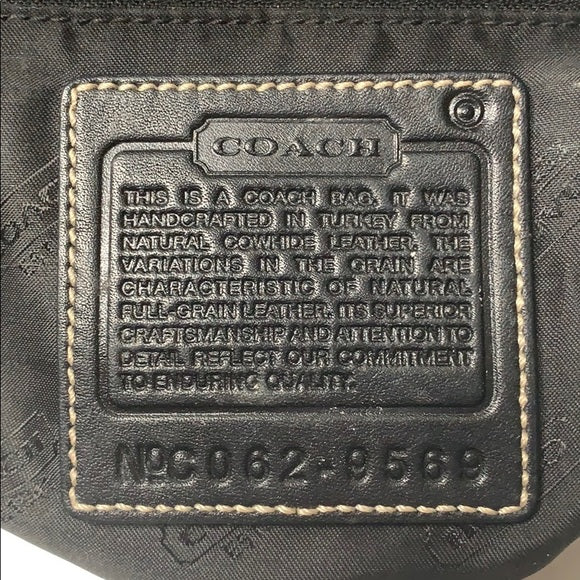 COACH
THIS IS A COACH BAG. IT WAS
HANDCRAFTED IN TURKEY FROM
NATURAL COWHIDE LEATHER. THE
VARIATIONS IN THE GRAIN ARE
CHARACTERISTIC OF NATURAL
FULL-GRAIN LEATHER. ITS SUPERIOR
CRAFTSMANSHIP AND ATTENTION TO
DETAIL REFLECT OUR COMMITMENT
TO ENDURING QUALITY.
NºC062-9569